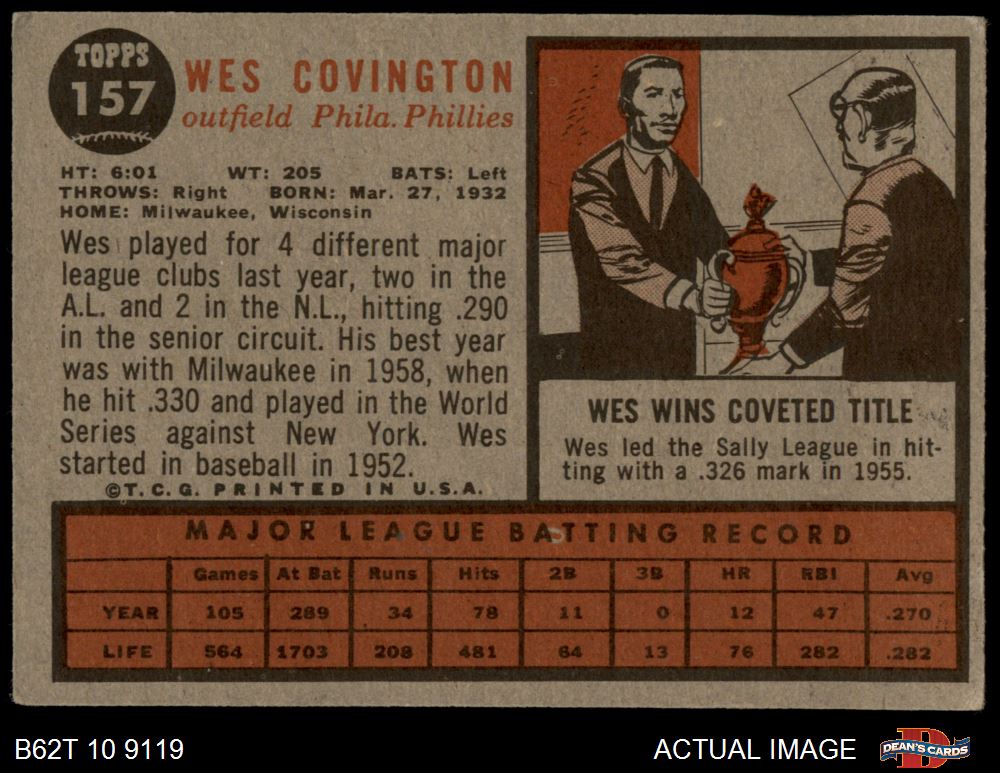 TOPPS
157
WES COVINGTON
outfield Phila. Phillies
HT: 6:01 WT: 205 BATS: Left
THROWS: Right BORN: Mar. 27, 1932
HOME: Milwaukee, Wisconsin
Wes played for 4 different major
league clubs last year, two in the
A.L. and 2 in the N.L., hitting .290
in the senior circuit. His best year
was with Milwaukee in 1958, when
he hit .330 and played in the World
Series against New York. Wes
started in baseball in 1952.
©T.C.G. PRINTED IN U.S.A.
WES WINS COVETED TITLE
Wes led the Sally League in hit-
ting with a .326 mark in 1955.
MAJOR LEAGUE BATTING RECORD
Games At Bat Runs Hits 2B 3B HR RBI Avg
YEAR 105 289 34 78 11 0 12 47 .270
LIFE 564 1703 208 481 64 13 76 282 .282
B62T 10 9119
ACTUAL IMAGE
DEAN'S CARDS